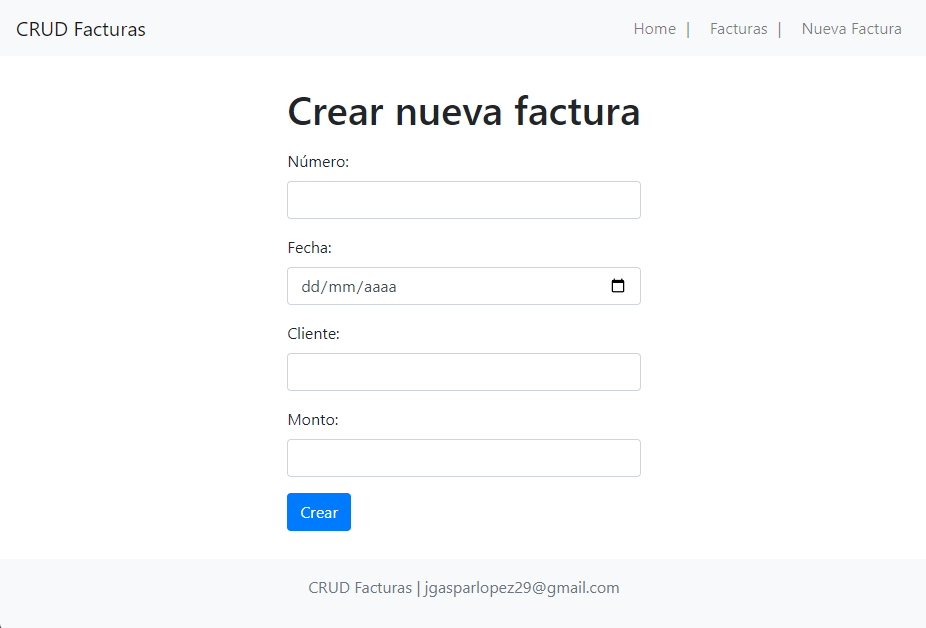 CRUD Facturas
Home | Facturas | Nueva Factura
Crear nueva factura
Número:
Fecha:
dd/mm/aaaa
Cliente:
Monto:
Crear
CRUD Facturas | jgasparlopez29@gmail.com